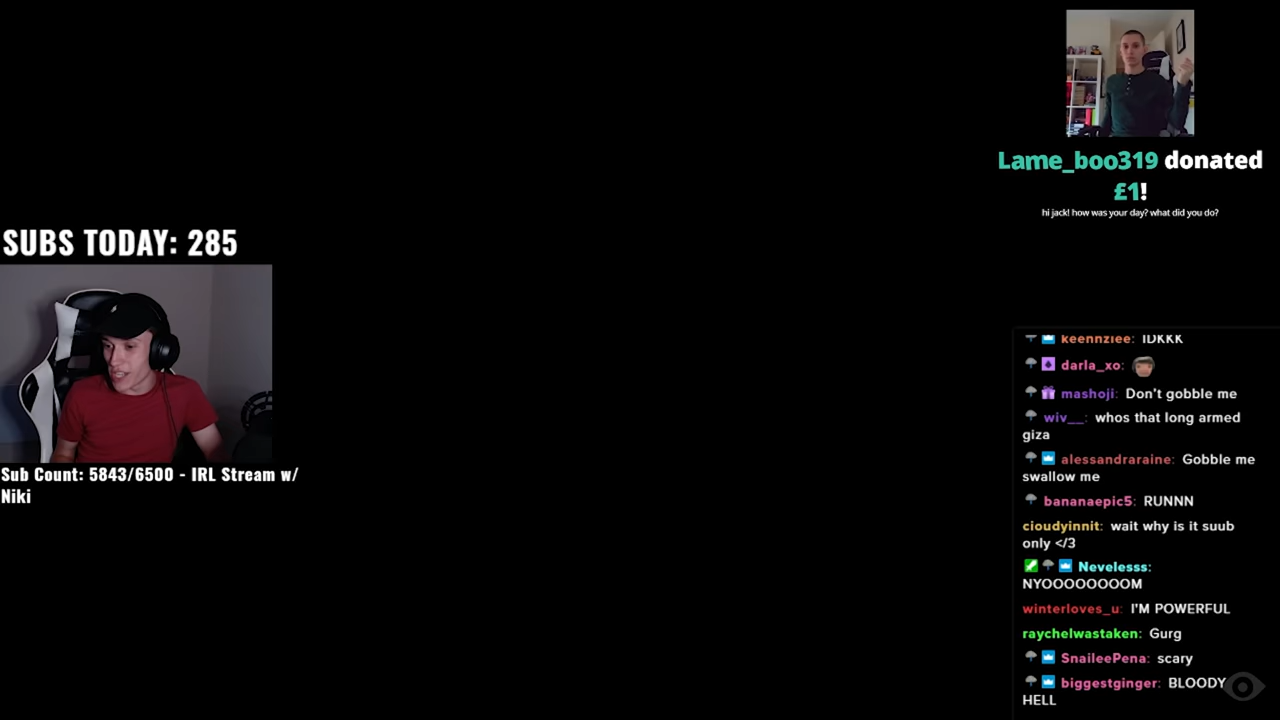 Lame_boo319 donated
£1!
hi jack! how was your day? what did you do?
SUBS TODAY: 285
Sub Count: 5843/6500 - IRL Stream w/
Niki
keennziee: IDKKK
darla_xo:
mashoji: Don't gobble me
wiv__: whos that long armed
giza
alessandraraine: Gobble me
swallow me
bananaepic5: RUNNN
cioudyinnit: wait why is it suub
only </3
Nevelesss:
NYOOOOOOOOM
winterloves_u: I'M POWERFUL
raychelwastaken: Gurg
SnaileePena: scary
biggestginger: BLOODY
HELL